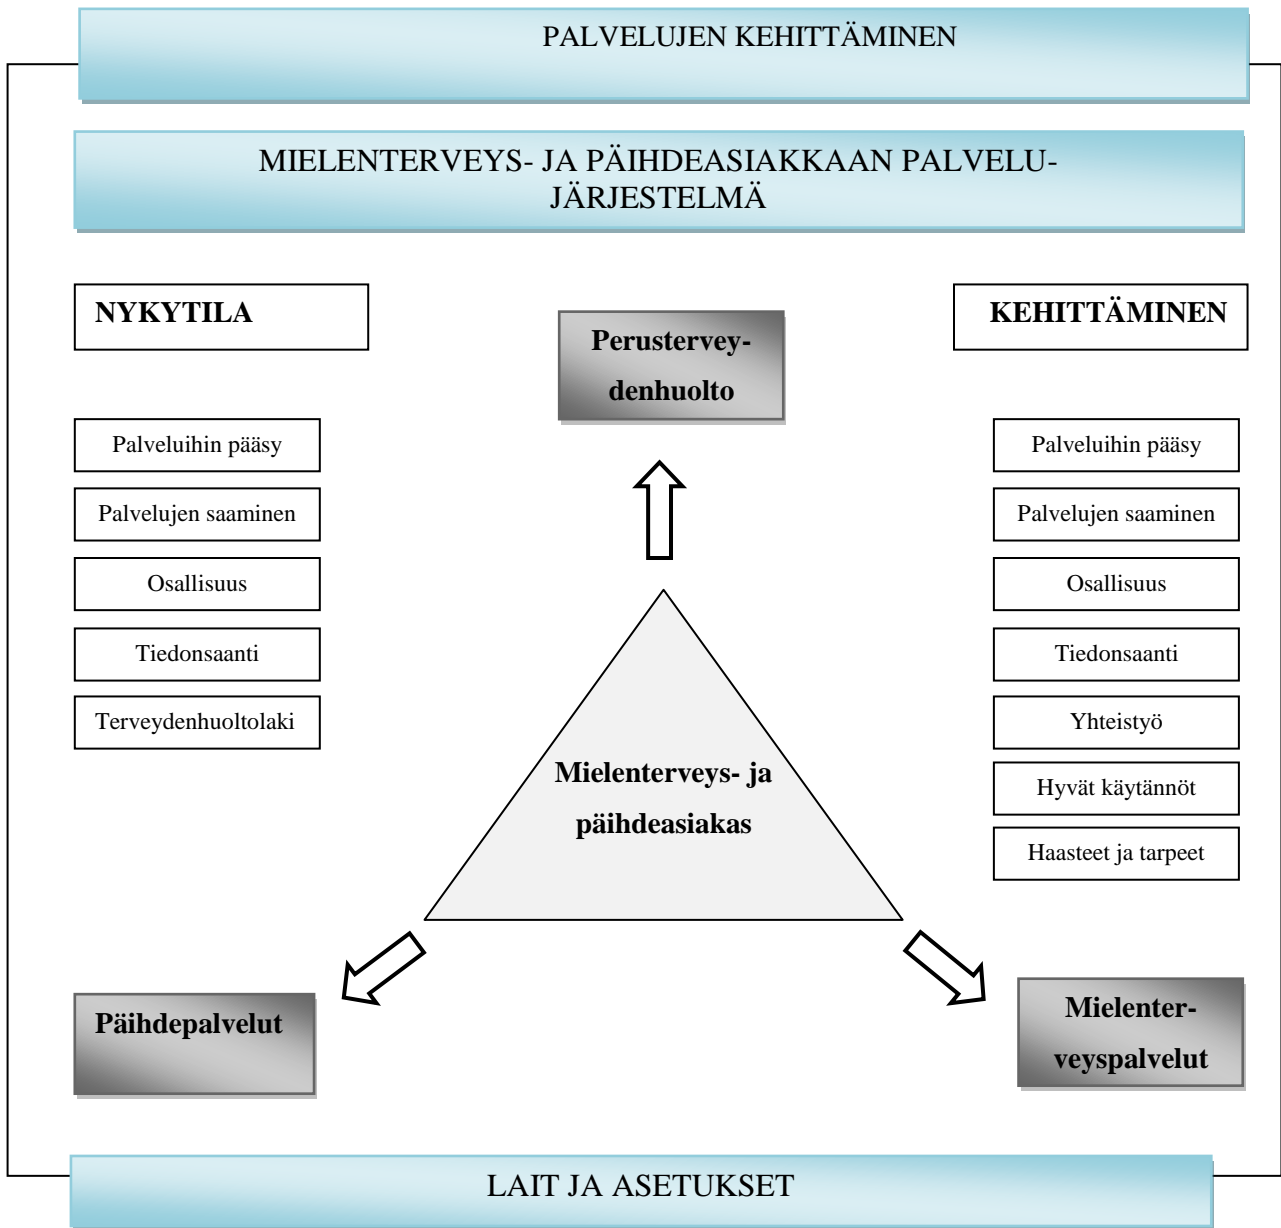 PALVELUJEN KEHITTÄMINEN
MIELENTERVEYS- JA PÄIHDEASIAKKAAN PALVELU-
JÄRJESTELMÄ
NYKYTILA
Palveluihin pääsy
Palvelujen saaminen
Osallisuus
Tiedonsaanti
Terveydenhuoltolaki
Perustervey-
denhuolto
Mielenterveys- ja
päihdeasiakas
KEHITTÄMINEN
Palveluihin pääsy
Palvelujen saaminen
Osallisuus
Tiedonsaanti
Yhteistyö
Hyvät käytännöt
Haasteet ja tarpeet
Päihdepalvelut
Mielenter-
veyspalvelut
LAIT JA ASETUKSET